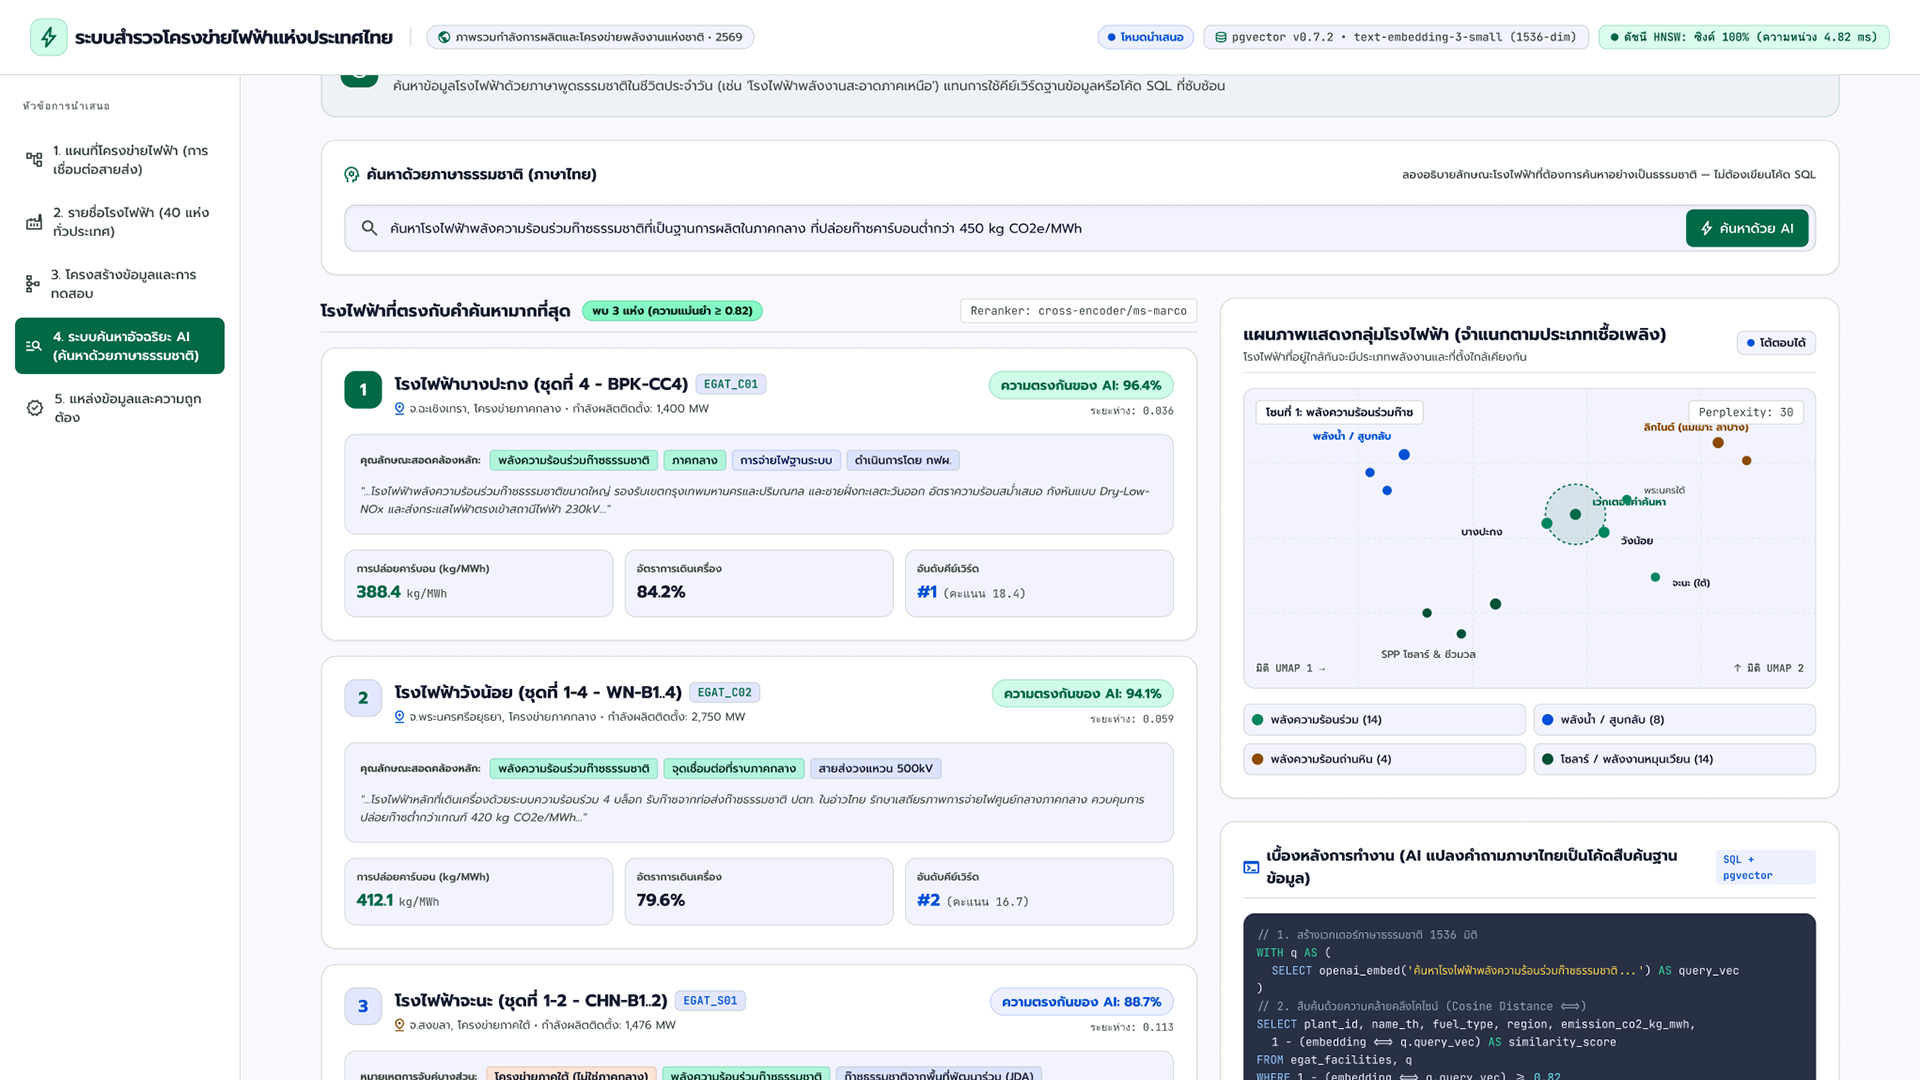 ระบบสำรวจโครงข่ายไฟฟ้าแห่งประเทศไทย
ภาพรวมกำลังการผลิตและโครงข่ายพลังงานแห่งชาติ • 2569
โหมดนำเสนอ
pgvector v0.7.2 • text-embedding-3-small (1536-dim)
ดัชนี HNSW: ซิงค์ 100% (ความหน่วง 4.82 ms)
หัวข้อการนำเสนอ
1. แผนที่โครงข่ายไฟฟ้า (การ
เชื่อมต่อสายส่ง)
2. รายชื่อโรงไฟฟ้า (40 แห่ง
ทั่วประเทศ)
3. โครงสร้างข้อมูลและการ
ทดสอบ
4. ระบบค้นหาอัจฉริยะ AI
(ค้นหาด้วยภาษาธรรมชาติ)
5. แหล่งข้อมูลและความถูก
ต้อง
ค้นหาข้อมูลโรงไฟฟ้าด้วยภาษาพูดธรรมชาติในชีวิตประจำวัน (เช่น 'โรงไฟฟ้าพลังงานสะอาดภาคเหนือ') แทนการใช้คีย์เวิร์ดฐานข้อมูลหรือโค้ด SQL ที่ซับซ้อน
ค้นหาด้วยภาษาธรรมชาติ (ภาษาไทย)
ลองอธิบายลักษณะโรงไฟฟ้าที่ต้องการค้นหาอย่างเป็นธรรมชาติ — ไม่ต้องเขียนโค้ด SQL
ค้นหาโรงไฟฟ้าพลังความร้อนร่วมก๊าซธรรมชาติที่เป็นฐานการผลิตในภาคกลาง ที่ปล่อยก๊าซคาร์บอนต่ำกว่า 450 kg CO2e/MWh
ค้นหาด้วย AI
โรงไฟฟ้าที่ตรงกับคำค้นหามากที่สุด
พบ 3 แห่ง (ความแม่นยำ ≥ 0.82)
Reranker: cross-encoder/ms-marco
1
โรงไฟฟ้าบางปะกง (ชุดที่ 4 - BPK-CC4)
EGAT_C01
จ.ฉะเชิงเทรา, โครงข่ายภาคกลาง • กำลังผลิตติดตั้ง: 1,400 MW
ความตรงกันของ AI: 96.4%
ระยะห่าง: 0.036
คุณลักษณะสอดคล้องหลัก:
พลังความร้อนร่วมก๊าซธรรมชาติ
ภาคกลาง
การจ่ายไฟฐานระบบ
ดำเนินการโดย กฟผ.
"...โรงไฟฟ้าพลังความร้อนร่วมก๊าซธรรมชาติขนาดใหญ่ รองรับเขตกรุงเทพมหานครและปริมณฑล และชายฝั่งทะเลตะวันออก อัตราความร้อนสม่ำเสมอ กังหันแบบ Dry-Low-
NOx และส่งกระแสไฟฟ้าตรงเข้าสถานีไฟฟ้า 230kV..."
การปล่อยคาร์บอน (kg/MWh)
388.4 kg/MWh
อัตราการเดินเครื่อง
84.2%
อันดับคีย์เวิร์ด
#1 (คะแนน 18.4)
2
โรงไฟฟ้าวังน้อย (ชุดที่ 1-4 - WN-B1..4)
EGAT_C02
จ.พระนครศรีอยุธยา, โครงข่ายภาคกลาง • กำลังผลิตติดตั้ง: 2,750 MW
ความตรงกันของ AI: 94.1%
ระยะห่าง: 0.059
คุณลักษณะสอดคล้องหลัก:
พลังความร้อนร่วมก๊าซธรรมชาติ
จุดเชื่อมต่อที่ราบภาคกลาง
สายส่งวงแหวน 500kV
"...โรงไฟฟ้าหลักที่เดินเครื่องด้วยระบบความร้อนร่วม 4 บล็อก รับก๊าซจากท่อส่งก๊าซธรรมชาติ ปตท. ในอ่าวไทย รักษาเสถียรภาพการจ่ายไฟศูนย์กลางภาคกลาง ควบคุมการ
ปล่อยก๊าซต่ำกว่าเกณฑ์ 420 kg CO2e/MWh..."
การปล่อยคาร์บอน (kg/MWh)
412.1 kg/MWh
อัตราการเดินเครื่อง
79.6%
อันดับคีย์เวิร์ด
#2 (คะแนน 16.7)
3
โรงไฟฟ้าจะนะ (ชุดที่ 1-2 - CHN-B1..2)
EGAT_S01
จ.สงขลา, โครงข่ายภาคใต้ • กำลังผลิตติดตั้ง: 1,476 MW
ความตรงกันของ AI: 88.7%
ระยะห่าง: 0.113
หมายเหตุการจับคู่บางส่วน:
โครงข่ายภาคใต้ (ไม่ใช่ภาคกลาง)
พลังความร้อนร่วมก๊าซธรรมชาติ
ก๊าซธรรมชาติจากพื้นที่พัฒนาร่วม (JDA)
แผนภาพแสดงกลุ่มโรงไฟฟ้า (จำแนกตามประเภทเชื้อเพลิง)
โรงไฟฟ้าที่อยู่ใกล้กันจะมีประเภทพลังงานและที่ตั้งใกล้เคียงกัน
โต้ตอบได้
โซนที่ 1: พลังความร้อนร่วมก๊าซ
Perplexity: 30
พลังน้ำ / สูบกลับ
ลิกไนต์ (แม่เมาะ ลำปาง)
พระนครใต้
เวกเตอร์คำค้นหา
บางปะกง
วังน้อย
จะนะ (ใต้)
SPP โซลาร์ & ชีวมวล
มิติ UMAP 1 →
↑ มิติ UMAP 2
พลังความร้อนร่วม (14)
พลังน้ำ / สูบกลับ (8)
พลังความร้อนถ่านหิน (4)
โซลาร์ / พลังงานหมุนเวียน (14)
เบื้องหลังการทำงาน (AI แปลงคำถามภาษาไทยเป็นโค้ดสืบค้นฐาน
ข้อมูล)
SQL +
pgvector
// 1. สร้างเวกเตอร์ภาษาธรรมชาติ 1536 มิติ
WITH q AS (
SELECT openai_embed('ค้นหาโรงไฟฟ้าพลังความร้อนร่วมก๊าซธรรมชาติ...') AS query_vec
)
// 2. สืบค้นด้วยความคล้ายคลึงโคไซน์ (Cosine Distance <=>)
SELECT plant_id, name_th, fuel_type, region, emission_co2_kg_mwh,
1 - (embedding <=> q.query_vec) AS similarity_score
FROM egat_facilities, q
WHERE 1 - (embedding <=> q.query_vec) ≥ 0.82